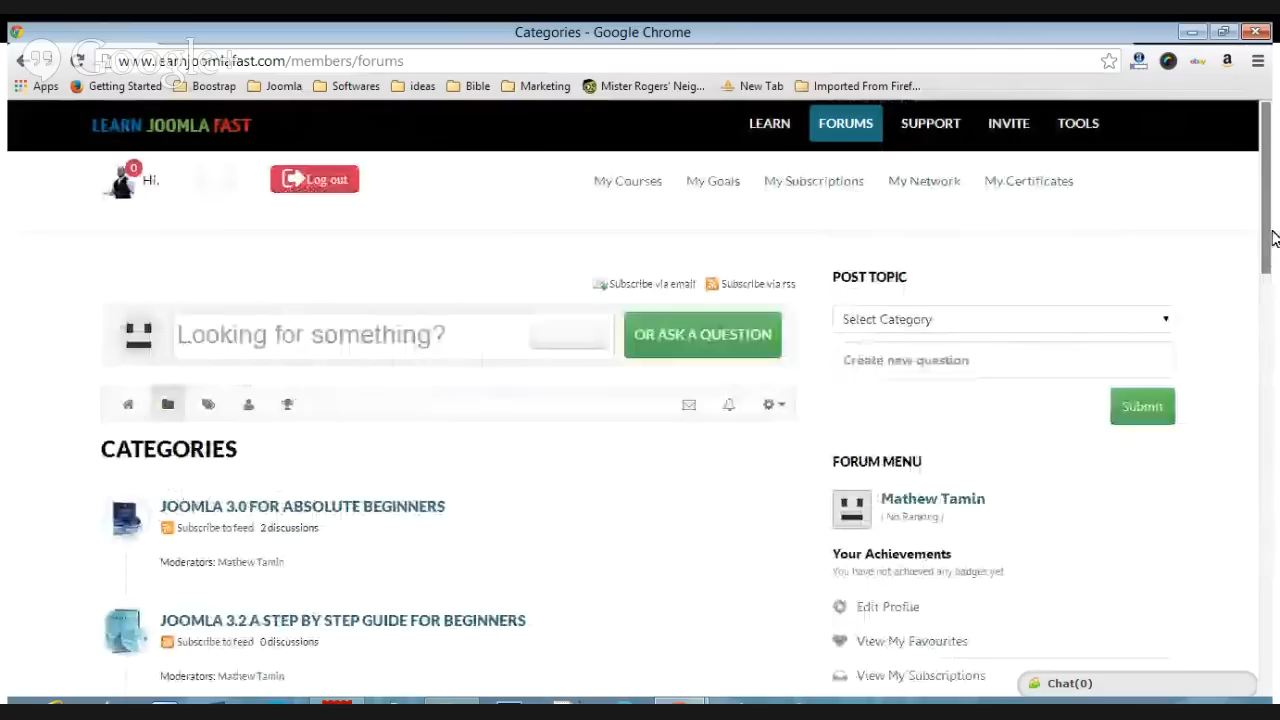 Categories - Google Chrome
Google+
www.learnjoomlafast.com/members/forums
Apps Getting Started Boostrap Joomla Softwares ideas Bible Marketing Mister Rogers' Neig... New Tab Imported From Firef...
LEARN JOOMLA FAST
LEARN FORUMS SUPPORT INVITE TOOLS
0
Hi,
Log out
My Courses My Goals My Subscriptions My Network My Certificates
Subscribe via email Subscribe via rss
Looking for something?
OR ASK A QUESTION
CATEGORIES
JOOMLA 3.0 FOR ABSOLUTE BEGINNERS
Subscribe to feed 2 discussions
Moderators: Mathew Tamin
JOOMLA 3.2 A STEP BY STEP GUIDE FOR BEGINNERS
Subscribe to feed 0 discussions
Moderators: Mathew Tamin
POST TOPIC
Select Category
Create new question
Submit
FORUM MENU
Mathew Tamin
( No Ranking )
Your Achievements
You have not achieved any badges yet
Edit Profile
View My Favourites
View My Subscriptions
Chat(0)